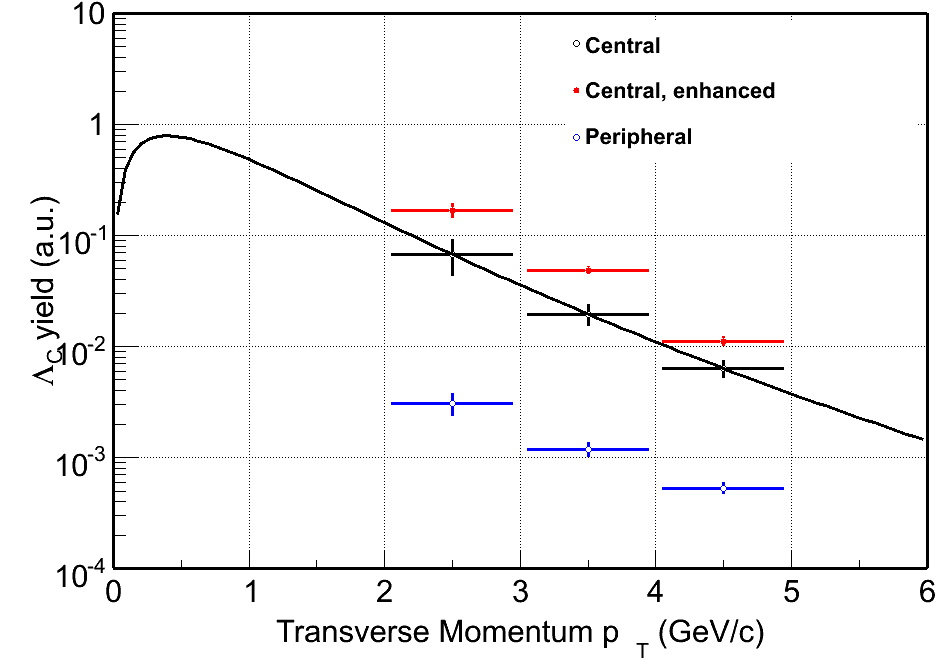 10
1
10⁻¹
10⁻²
10⁻³
10⁻⁴
Λ_C yield (a.u.)
Central
Central, enhanced
Peripheral
0 1 2 3 4 5 6
Transverse Momentum p_T (GeV/c)